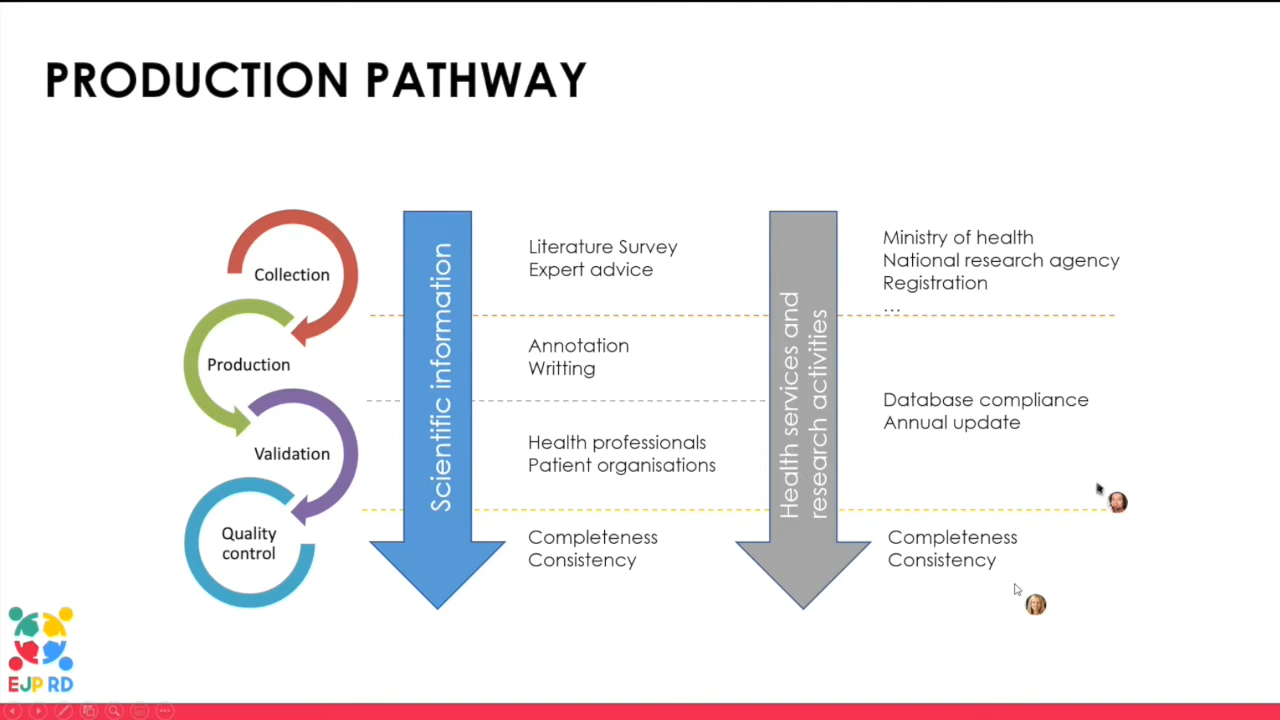 PRODUCTION PATHWAY
Collection
Production
Validation
Quality
control
Scientific information
Literature Survey
Expert advice
Annotation
Writting
Health professionals
Patient organisations
Completeness
Consistency
Health services and
research activities
Ministry of health
National research agency
Registration
...
Database compliance
Annual update
Completeness
Consistency
EJP RD